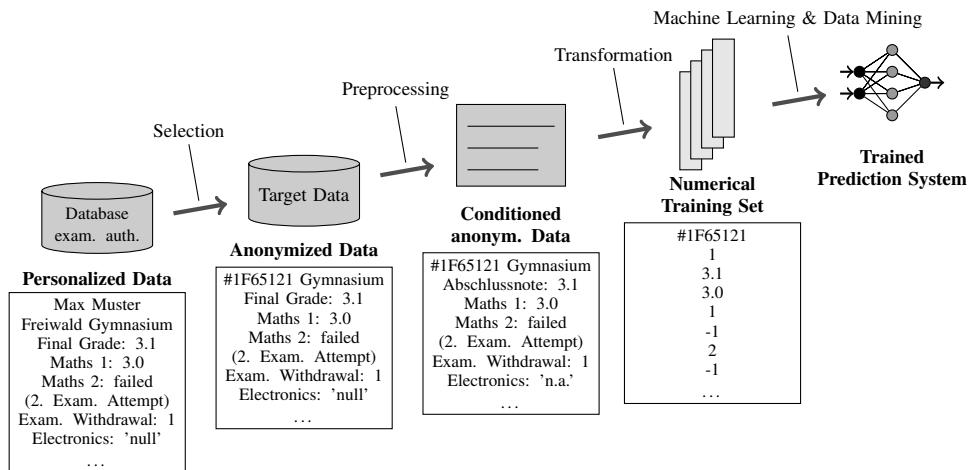 Machine Learning & Data Mining
Transformation
Preprocessing
Selection
Database
exam. auth.
Target Data
Personalized Data
Max Muster
Freiwald Gymnasium
Final Grade: 3.1
Maths 1: 3.0
Maths 2: failed
(2. Exam. Attempt)
Exam. Withdrawal: 1
Electronics: 'null'
...
Anonymized Data
#1F65121 Gymnasium
Final Grade: 3.1
Maths 1: 3.0
Maths 2: failed
(2. Exam. Attempt)
Exam. Withdrawal: 1
Electronics: 'null'
...
Conditioned
anonym. Data
#1F65121 Gymnasium
Abschlussnote: 3.1
Maths 1: 3.0
Maths 2: failed
(2. Exam. Attempt)
Exam. Withdrawal: 1
Electronics: 'n.a.'
...
Numerical
Training Set
#1F65121
1
3.1
3.0
1
-1
2
-1
...
Trained
Prediction System